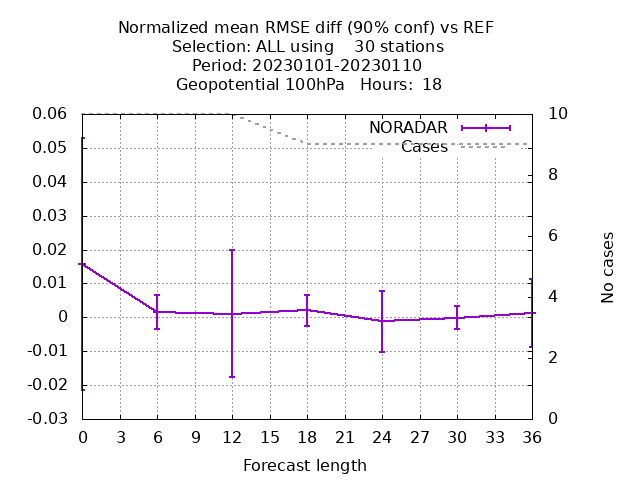 Normalized mean RMSE diff (90% conf) vs REF
Selection: ALL using    30 stations
Period: 20230101-20230110
Geopotential 100hPa   Hours:  18
0.06
0.05
0.04
0.03
0.02
0.01
0
-0.01
-0.02
-0.03
10
8
6
4
2
0
NORADAR
Cases
No cases
0 3 6 9 12 15 18 21 24 27 30 33 36
Forecast length